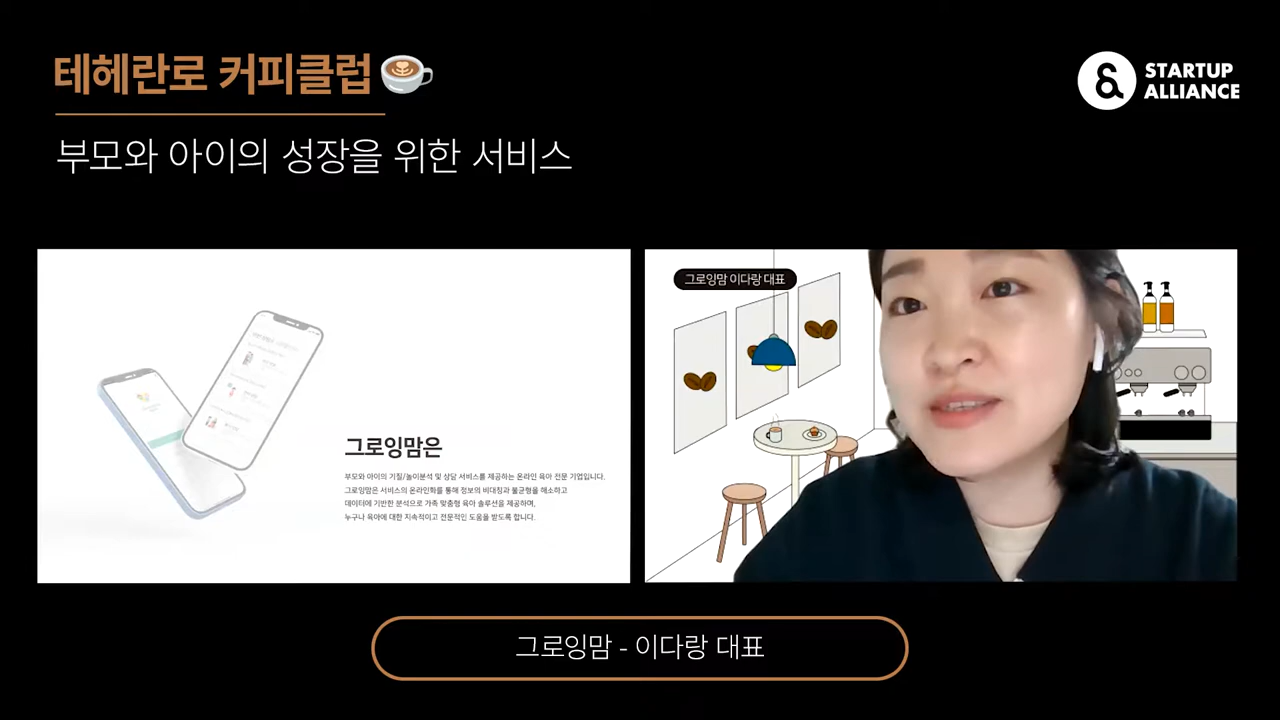 테헤란로 커피클럽
STARTUP
ALLIANCE
부모와 아이의 성장을 위한 서비스
그로잉맘은
부모와 아이의 기질/놀이분석 및 상담 서비스를 제공하는 온라인 육아 전문 기업입니다.
그로잉맘은 서비스의 온라인화를 통해 정보의 비대칭과 불균형을 해소하고
데이터에 기반한 분석으로 가족 맞춤형 육아 솔루션을 제공하며,
누구나 육아에 대한 지속적이고 전문적인 도움을 받도록 합니다.
그로잉맘 이다랑 대표
그로잉맘 - 이다랑 대표